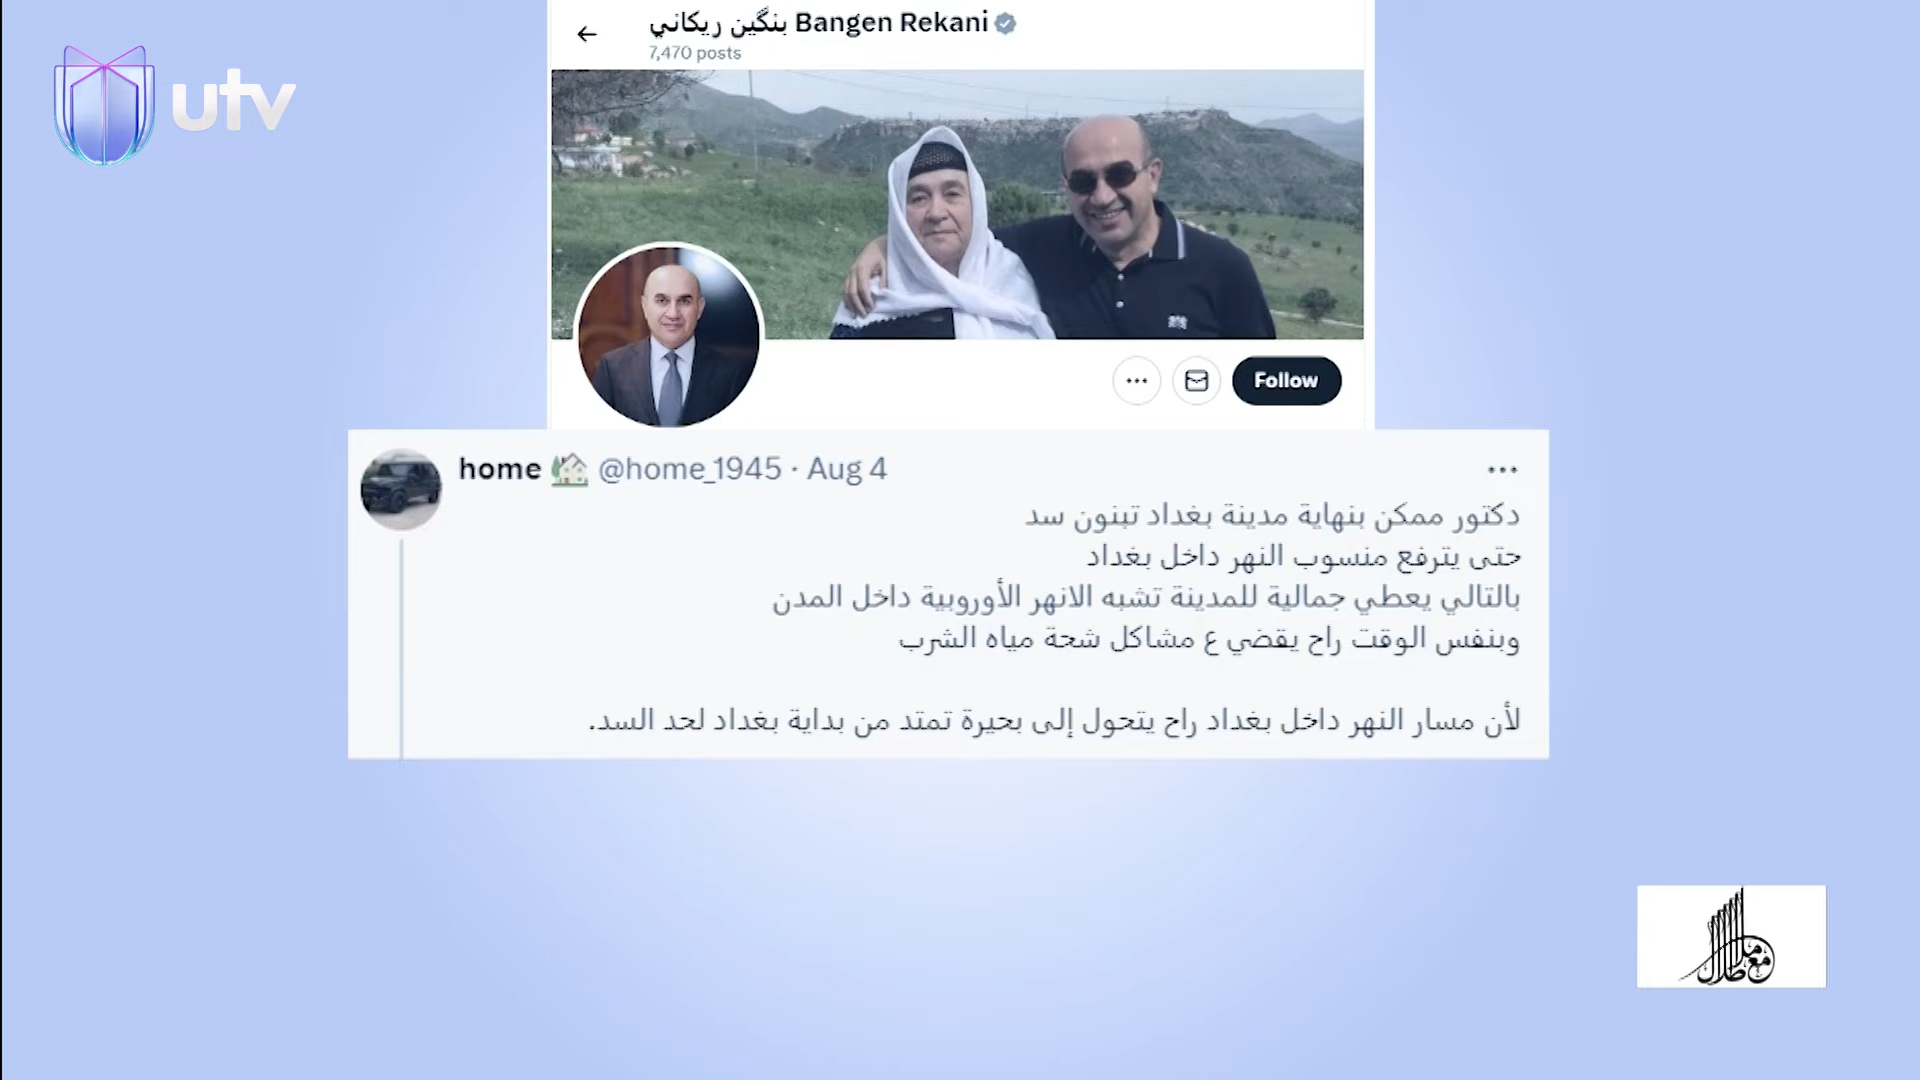 utv
بنگين ريكاني Bangen Rekani
7,470 posts
Follow
home @home_1945 · Aug 4
دكتور ممكن بنهاية مدينة بغداد تبنون سد
حتى يترفع منسوب النهر داخل بغداد
بالتالي يعطي جمالية للمدينة تشبه الانهر الأوروبية داخل المدن
وبنفس الوقت راح يقضي ع مشاكل شحة مياه الشرب
لأن مسار النهر داخل بغداد راح يتحول إلى بحيرة تمتد من بداية بغداد لحد السد.
مع ملا طلال